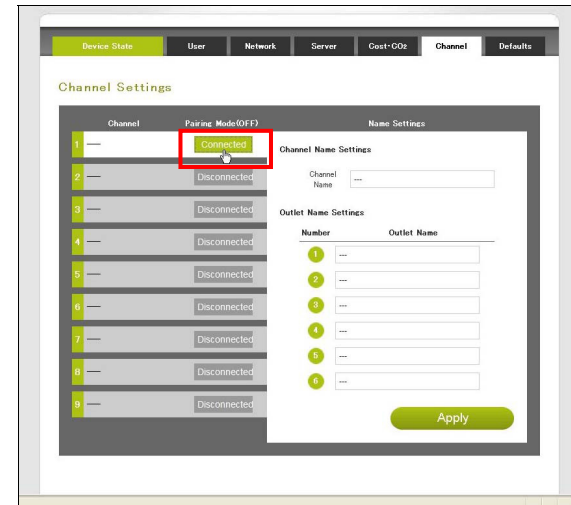 Device State User Network Server Cost·CO2 Channel Defaults
Channel Settings
Channel Pairing Mode(OFF) Name Settings
1 — Connected
2 — Disconnected
3 — Disconnected
4 — Disconnected
5 — Disconnected
6 — Disconnected
7 — Disconnected
8 — Disconnected
9 — Disconnected
Channel Name Settings
Channel
Name
---
Outlet Name Settings
Number Outlet Name
1 ---
2 ---
3 ---
4 ---
5 ---
6 ---
Apply